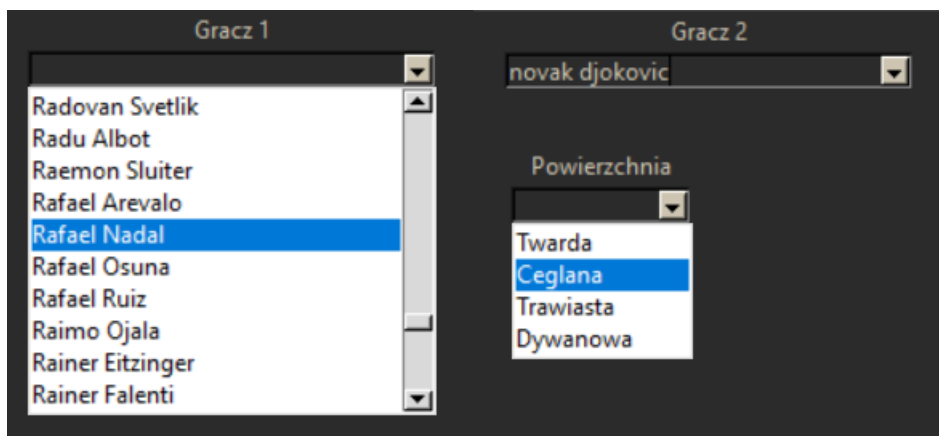 Gracz 1
Radovan Svetlik
Radu Albot
Raemon Sluiter
Rafael Arevalo
Rafael Nadal
Rafael Osuna
Rafael Ruiz
Raimo Ojala
Rainer Eitzinger
Rainer Falenti
Gracz 2
novak djokovic
Powierzchnia
Twarda
Ceglana
Trawiasta
Dywanowa